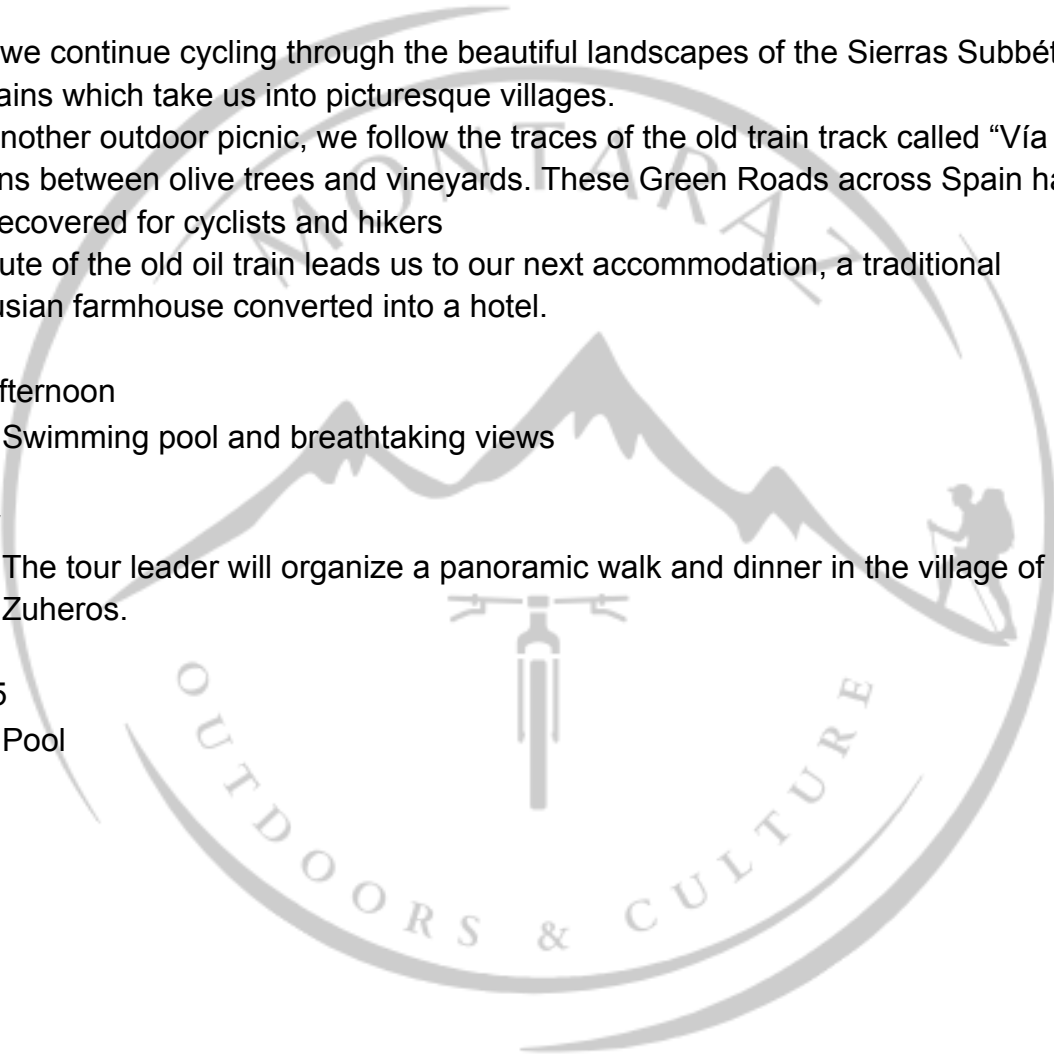 we continue cycling through the beautiful landscapes of the Sierras Subbét
ains which take us into picturesque villages.
nother outdoor picnic, we follow the traces of the old train track called “Vía
ns between olive trees and vineyards. These Green Roads across Spain ha
ecovered for cyclists and hikers
ute of the old oil train leads us to our next accommodation, a traditional
usian farmhouse converted into a hotel.
fternoon
Swimming pool and breathtaking views
The tour leader will organize a panoramic walk and dinner in the village of
Zuheros.
5
Pool
MONTARAZ
OUTDOORS & CULTURE